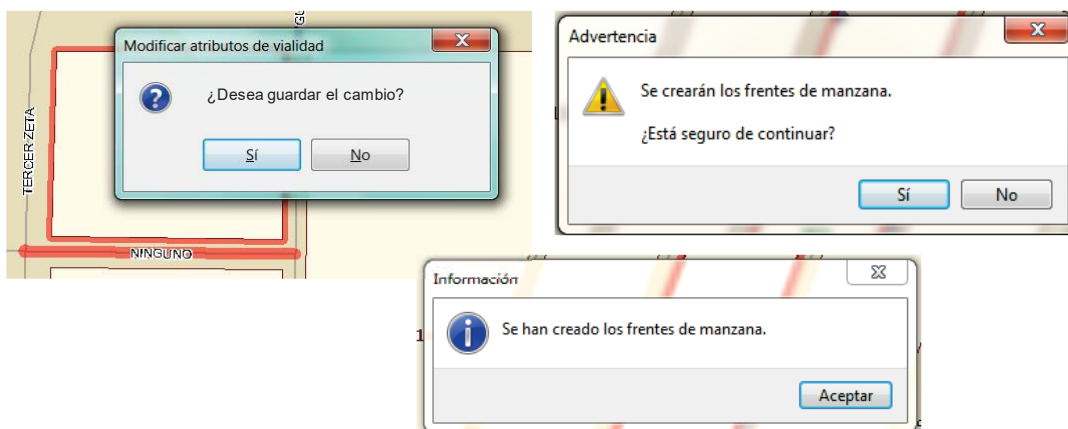 Modificar atributos de vialidad
¿Desea guardar el cambio?
Sí
No
TERCER ZETA
NINGUNO
Advertencia
Se crearán los frentes de manzana.
¿Está seguro de continuar?
Sí
No
Información
Se han creado los frentes de manzana.
Aceptar
1